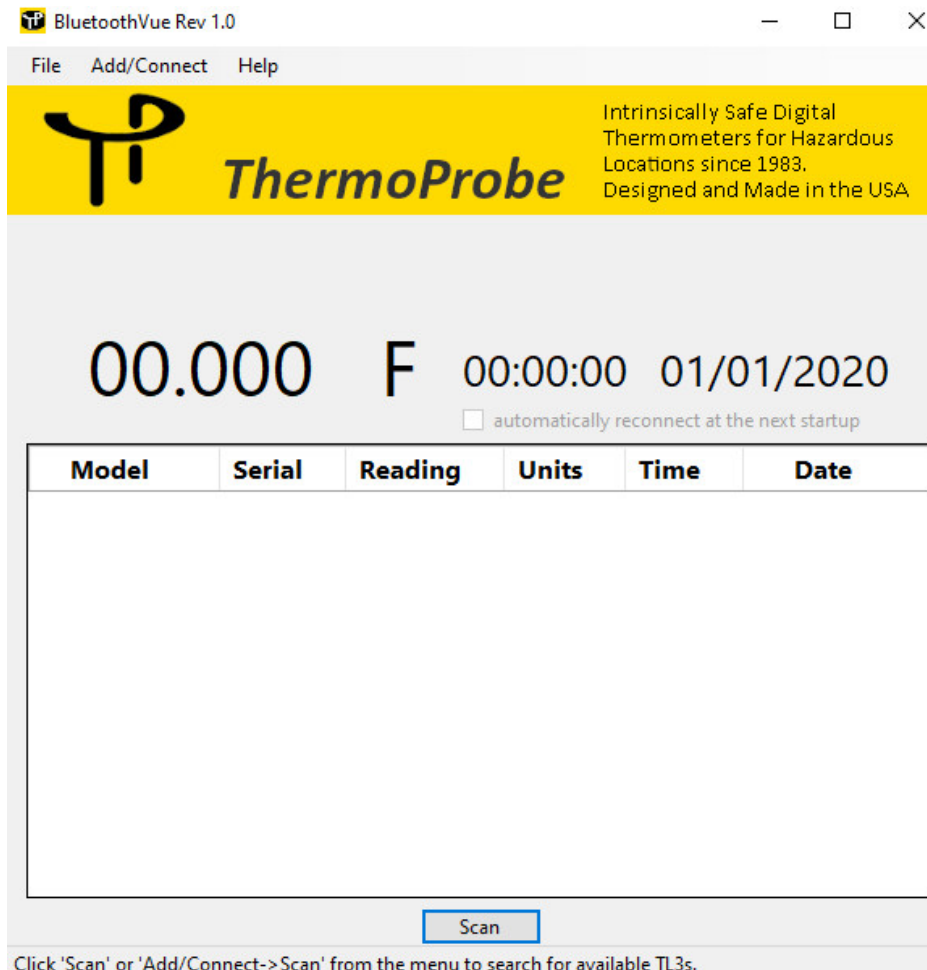 BluetoothVue Rev 1.0
File Add/Connect Help
ThermoProbe
Intrinsically Safe Digital
Thermometers for Hazardous
Locations since 1983.
Designed and Made in the USA
00.000 F 00:00:00 01/01/2020
automatically reconnect at the next startup
Model Serial Reading Units Time Date
Scan
Click 'Scan' or 'Add/Connect->Scan' from the menu to search for available TL3s.